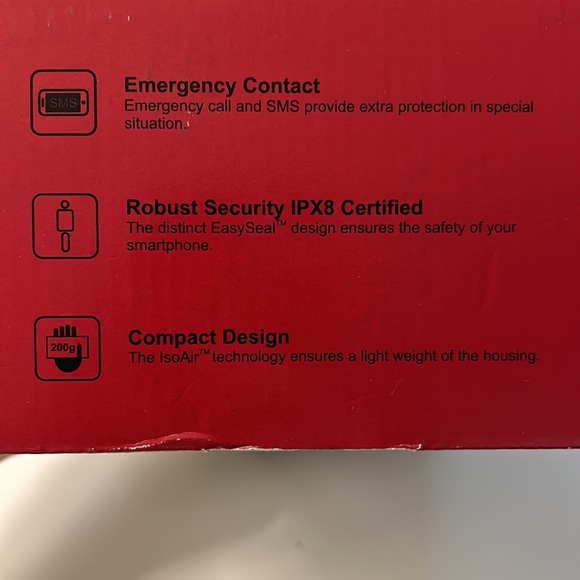 SMS
Emergency Contact
Emergency call and SMS provide extra protection in special
situation.
Robust Security IPX8 Certified
The distinct EasySeal™ design ensures the safety of your
smartphone.
200g
Compact Design
The IsoAir™ technology ensures a light weight of the housing.